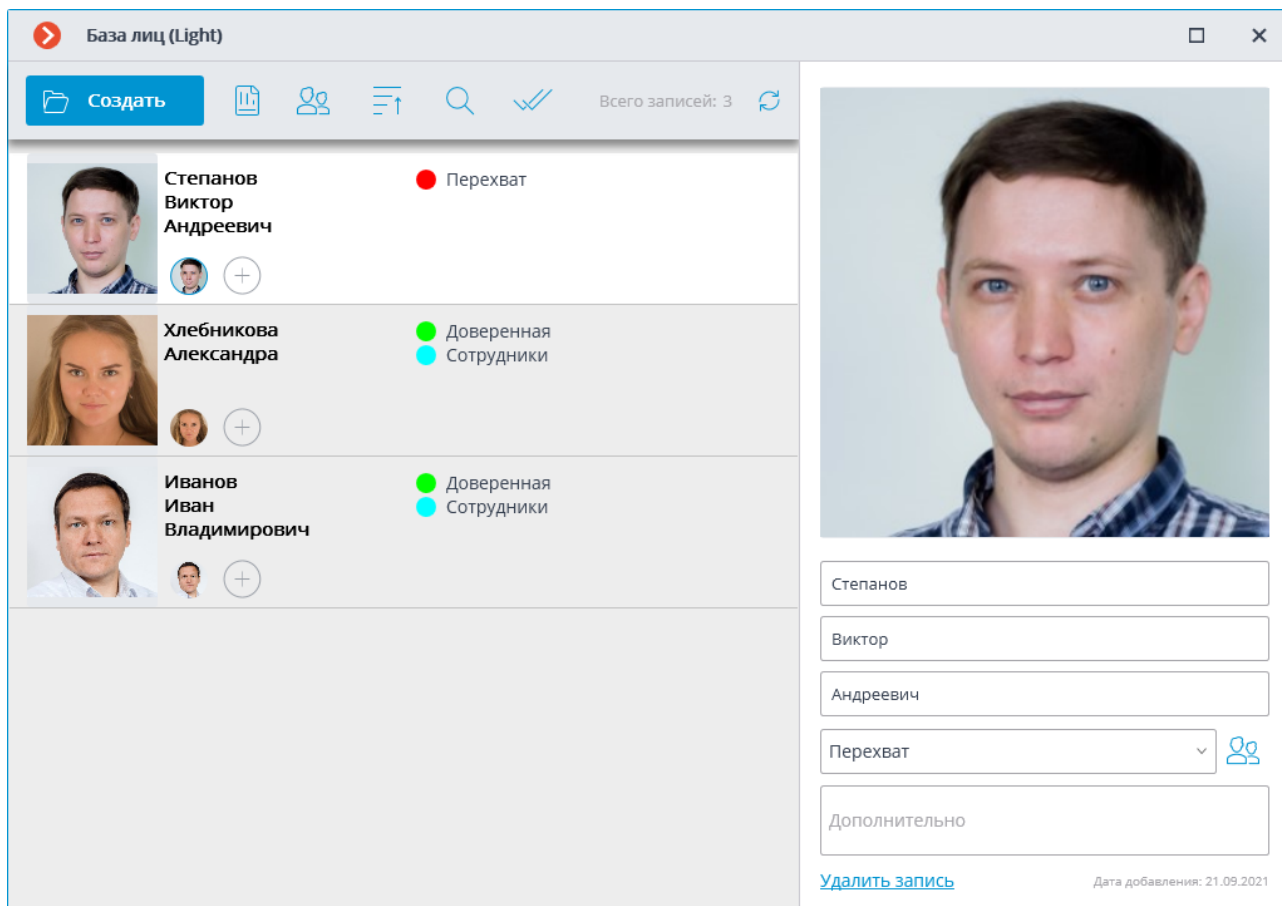 База лиц (Light)
Создать
Всего записей: 3
Степанов
Виктор
Андреевич
Перехват
Хлебникова
Александра
Доверенная
Сотрудники
Иванов
Иван
Владимирович
Доверенная
Сотрудники
Степанов
Виктор
Андреевич
Перехват
Дополнительно
Удалить запись
Дата добавления: 21.09.2021